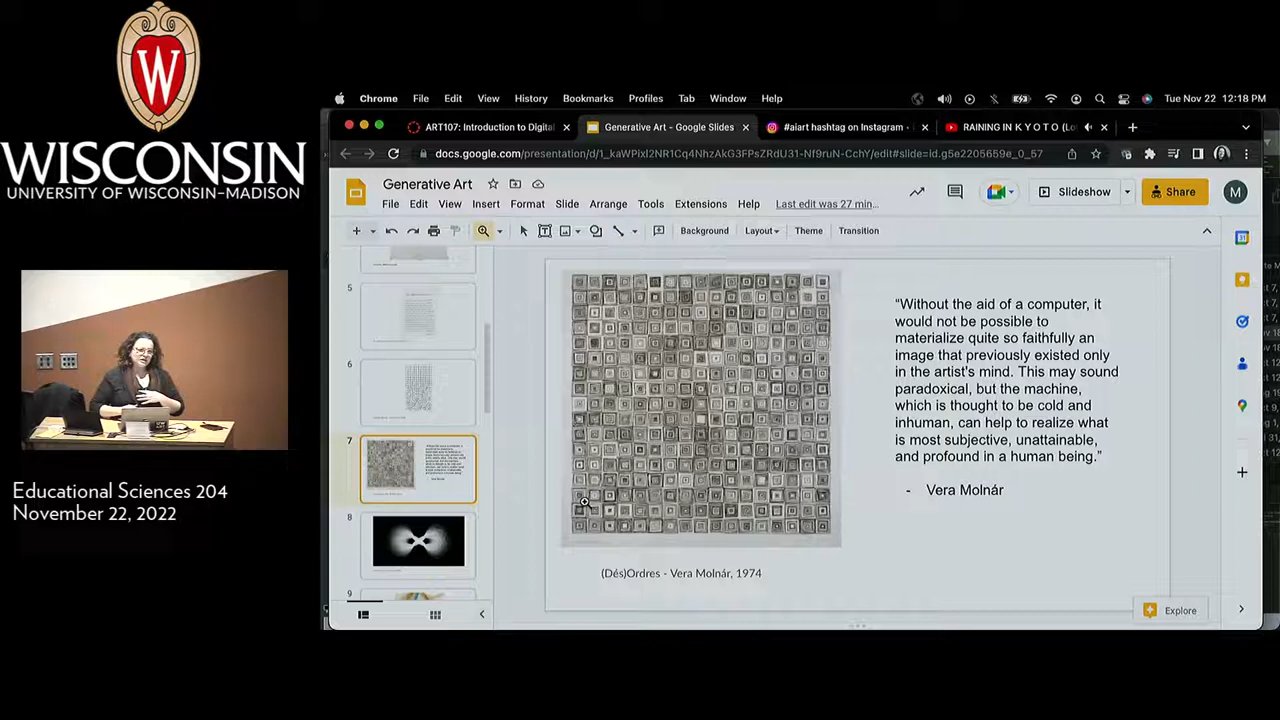 W
WISCONSIN
UNIVERSITY OF WISCONSIN–MADISON
Educational Sciences 204
November 22, 2022
Chrome File Edit View History Bookmarks Profiles Tab Window Help
Tue Nov 22 12:18 PM
ART107: Introduction to Digital
Generative Art - Google Slides
#aiart hashtag on Instagram •
RAINING IN K Y O T O (Lo
docs.google.com/presentation/d/1_kaWPixI2NR1Cq4NhzAkG3FPsZRdU31-Nf9ruN-CchY/edit#slide=id.g5e2205659e_0_57
Generative Art
File Edit View Insert Format Slide Arrange Tools Extensions Help
Last edit was 27 min...
Slideshow
Share
M
Background Layout Theme Transition
5
6
7
8
9
“Without the aid of a computer, it
would not be possible to
materialize quite so faithfully an
image that previously existed only
in the artist's mind. This may sound
paradoxical, but the machine,
which is thought to be cold and
inhuman, can help to realize what
is most subjective, unattainable,
and profound in a human being.”
- Vera Molnár
(Dés)Ordres - Vera Molnár, 1974
Explore